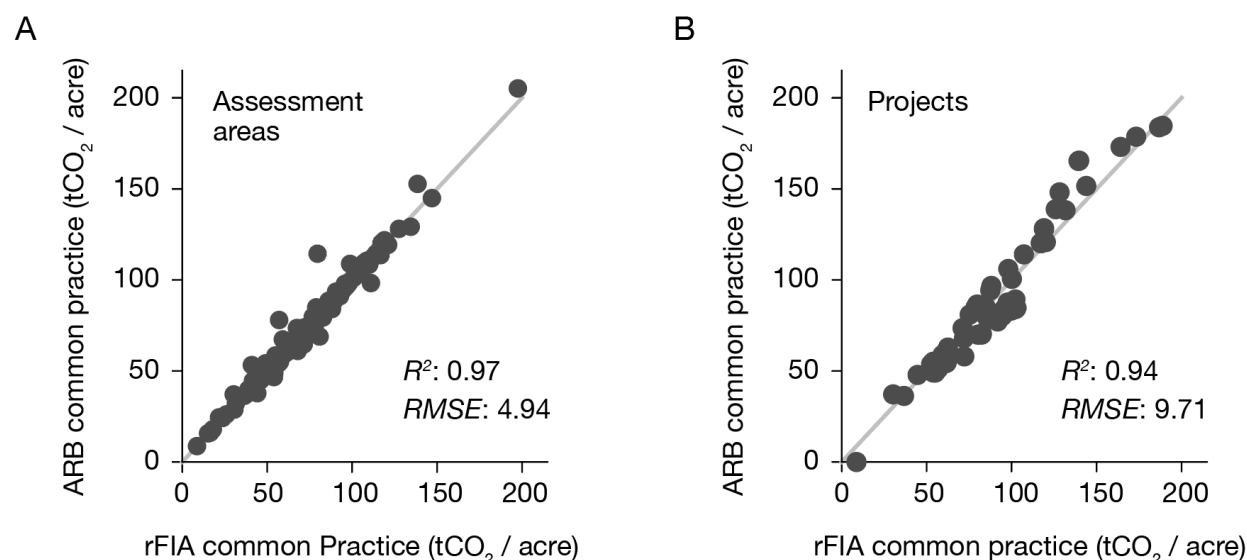 A
ARB common practice (tCO₂ / acre)
200
150
100
50
0
Assessment
areas
R²: 0.97
RMSE: 4.94
0 50 100 150 200
rFIA common Practice (tCO₂ / acre)
B
ARB common practice (tCO₂ / acre)
200
150
100
50
0
Projects
R²: 0.94
RMSE: 9.71
0 50 100 150 200
rFIA common practice (tCO₂ / acre)